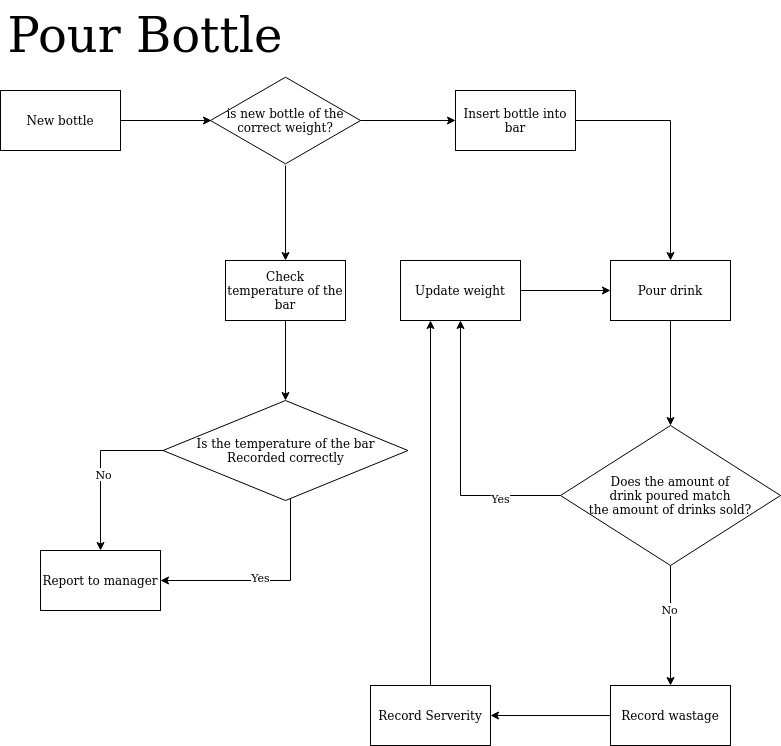 Pour Bottle
New bottle
is new bottle of the
correct weight?
Insert bottle into
bar
Check
temperature of the
bar
Update weight
Pour drink
Is the temperature of the bar
Recorded correctly
No
Yes
Does the amount of
drink poured match
the amount of drinks sold?
Yes
Report to manager
No
Record Serverity
Record wastage